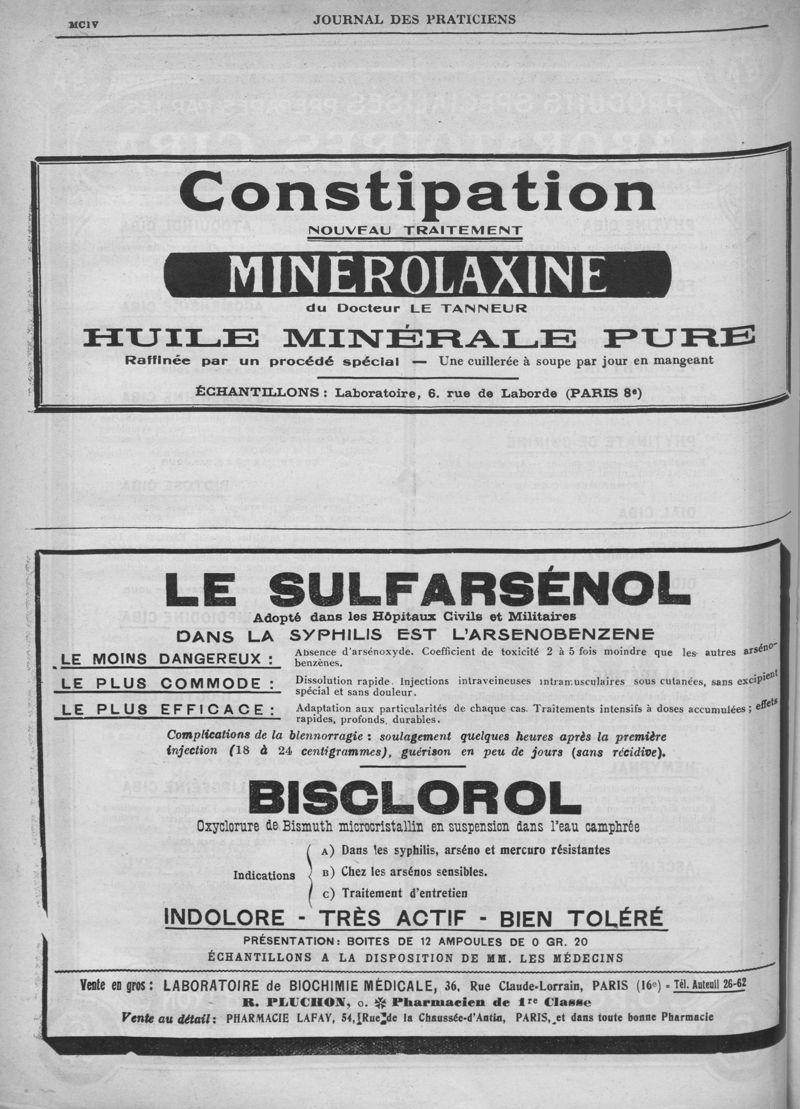 MCIV
JOURNAL DES PRATICIENS
Constipation
NOUVEAU TRAITEMENT
MINÉROLAXINE
du Docteur LE TANNEUR
HUILE MINÉRALE PURE
Raffinée par un procédé spécial — Une cuillerée à soupe par jour en mangeant
ÉCHANTILLONS : Laboratoire, 6. rue de Laborde (PARIS 8e)
LE SULFARSÉNOL
Adopté dans les Hôpitaux Civils et Militaires
DANS LA SYPHILIS EST L'ARSENOBENZENE
LE MOINS DANGEREUX : Absence d'arsénoxyde. Coefficient de toxicité 2 à 5 fois moindre que les autres arséno-
benzènes.
LE PLUS COMMODE : Dissolution rapide. Injections intraveineuses intramusculaires sous cutanées, sans excipient
spécial et sans douleur.
LE PLUS EFFICACE : Adaptation aux particularités de chaque cas. Traitements intensifs à doses accumulées ; effets
rapides, profonds, durables.
Complications de la blennorragie : soulagement quelques heures après la première
injection (18 à 24 centigrammes), guérison en peu de jours (sans récidive).
BISCLOROL
Oxyclorure de Bismuth microcristallin en suspension dans l'eau camphrée
Indications
A) Dans les syphilis, arséno et mercuro résistantes
B) Chez les arsénos sensibles.
C) Traitement d'entretien
INDOLORE - TRÈS ACTIF - BIEN TOLÉRÉ
PRÉSENTATION : BOITES DE 12 AMPOULES DE 0 GR. 20
ÉCHANTILLONS A LA DISPOSITION DE MM. LES MÉDECINS
Vente en gros : LABORATOIRE de BIOCHIMIE MÉDICALE, 36, Rue Claude-Lorrain, PARIS (16e) - Tél. Auteuil 26-62
R. PLUCHON, O. ✻ Pharmacien de 1re Classe
Vente au détail : PHARMACIE LAFAY, 54, Rue de la Chaussée-d'Antin, PARIS, et dans toute bonne Pharmacie